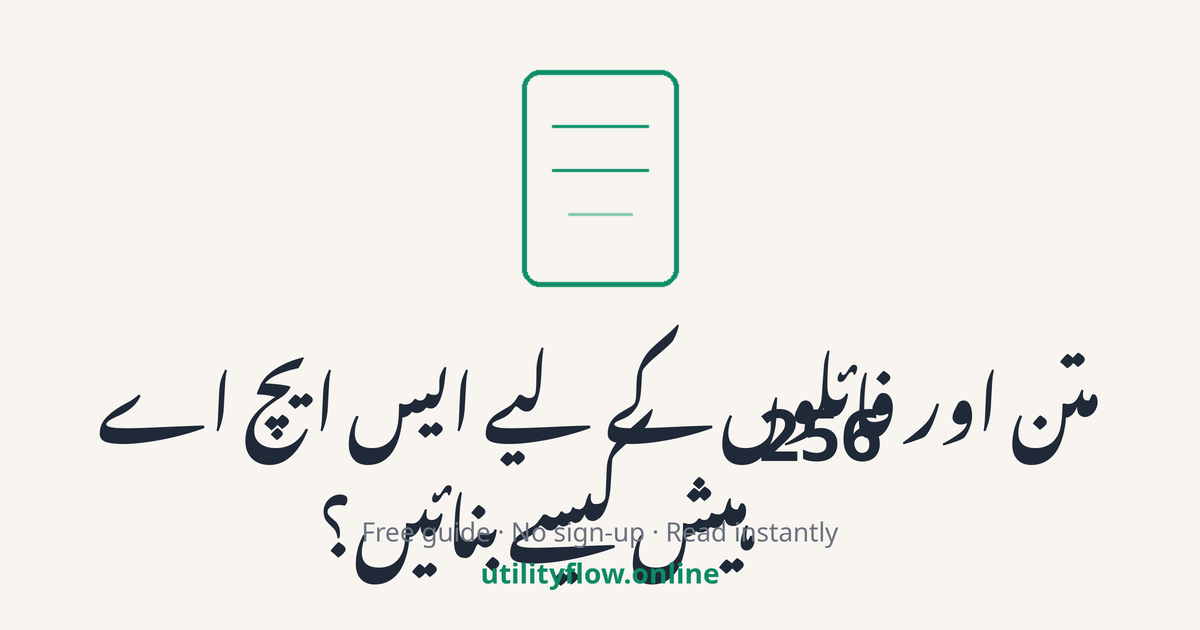 متن اور فائلوں کے لیے ایس ایچ اے
256 ہیش کیسے بنائیں؟
Free guide · No sign-up · Read instantly
utilityflow.online